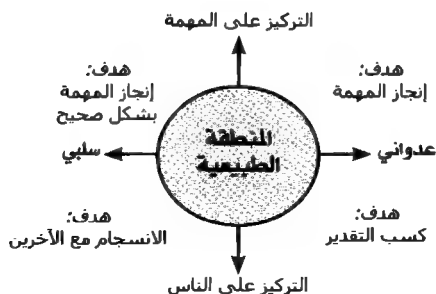 التركيز على المهمة
هدف:
إنجاز المهمة
هدف:
إنجاز المهمة
بشكل صحيح
المنطقة
الطبيعية
عدواني
سلبي
هدف:
كسب التقدير
هدف:
الانسجام مع الآخرين
التركيز على الناس